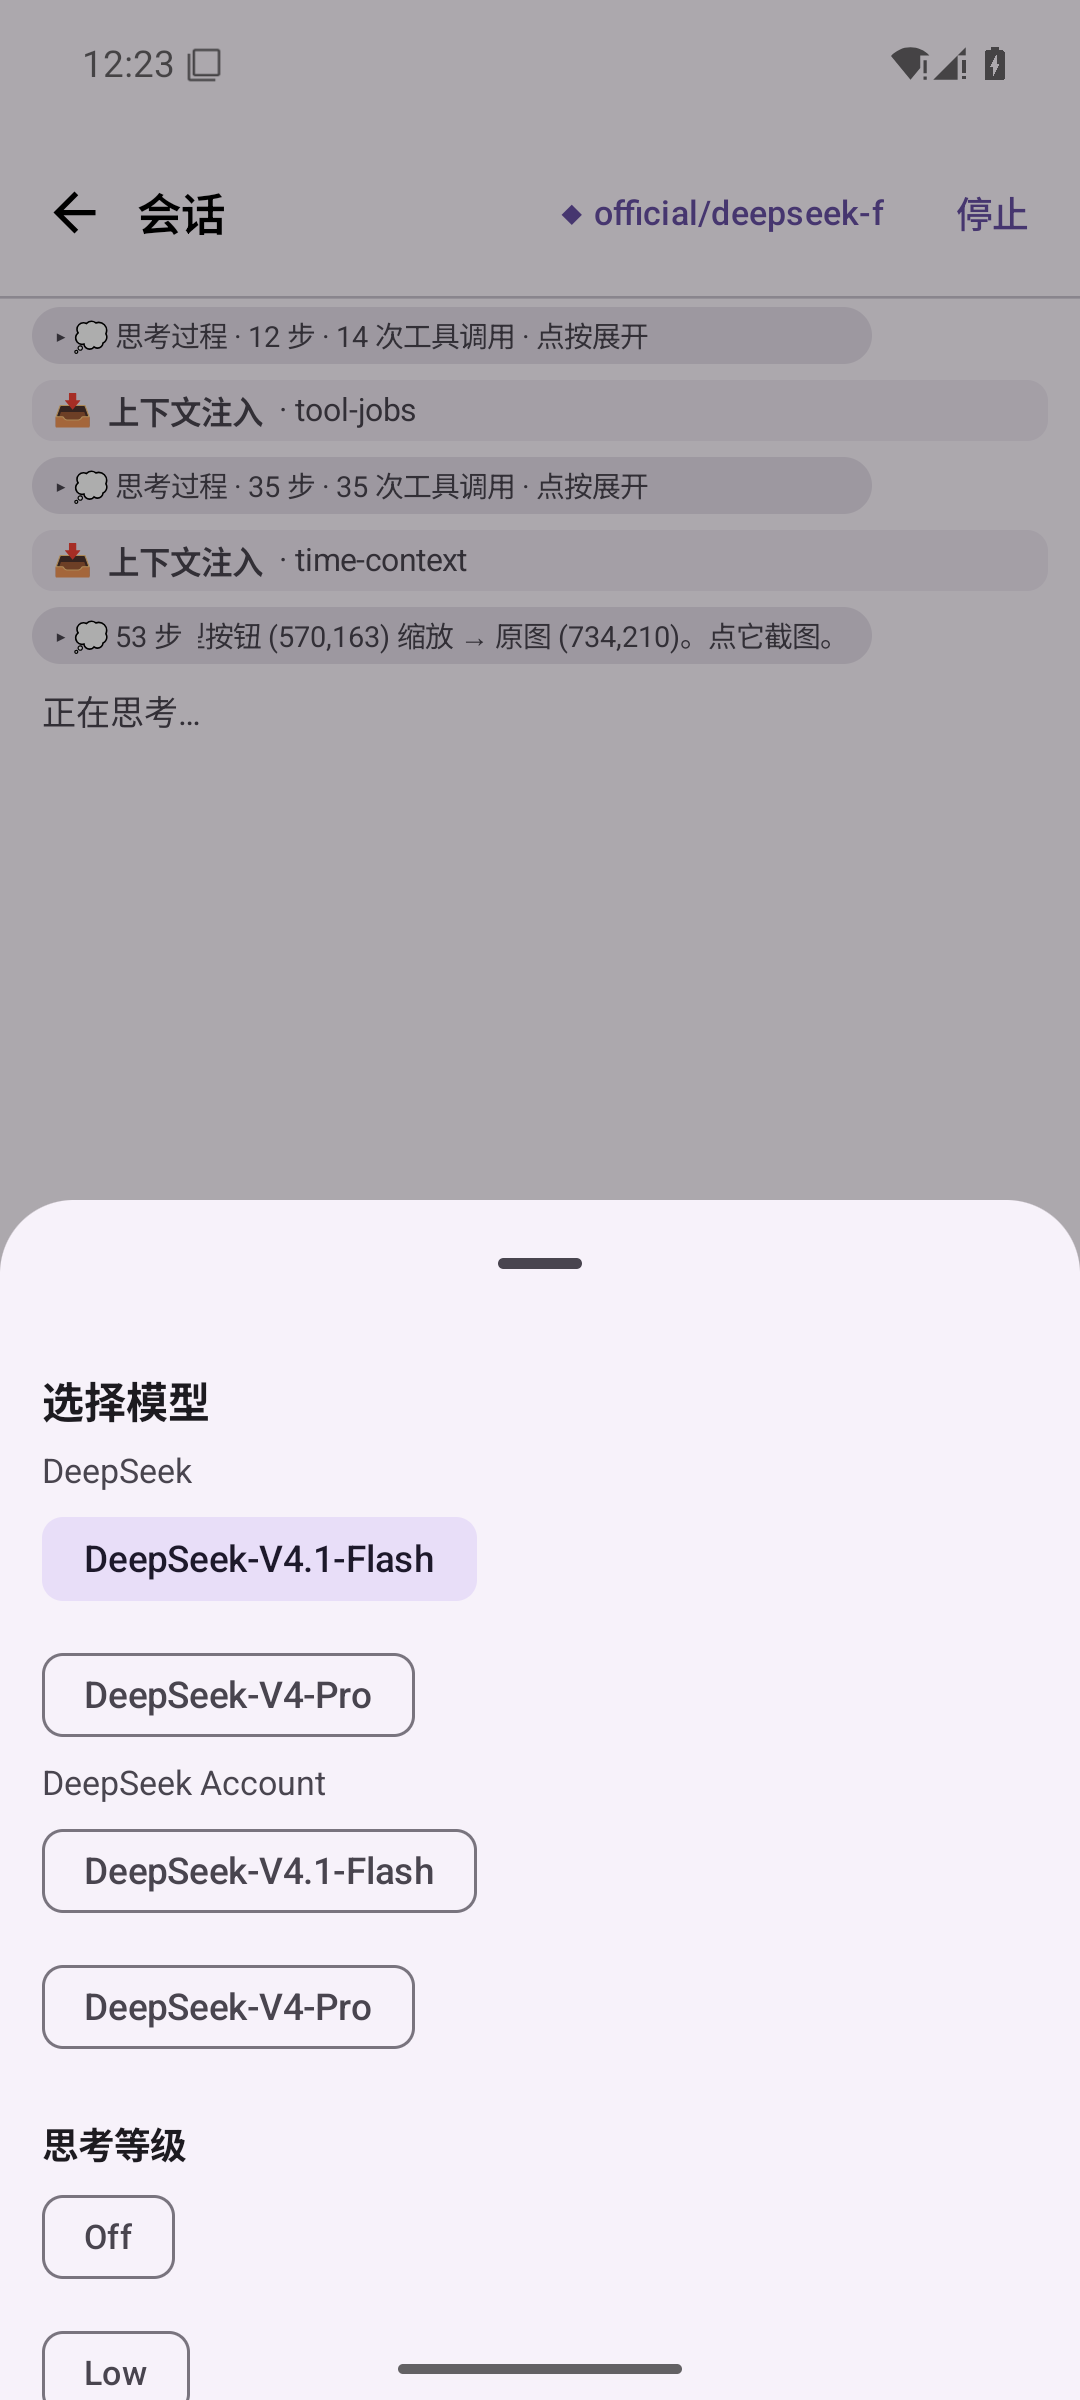 12:23
会话
official/deepseek-f
停止
思考过程 · 12 步 · 14 次工具调用 · 点按展开
上下文注入 · tool-jobs
思考过程 · 35 步 · 35 次工具调用 · 点按展开
上下文注入 · time-context
53 步 按钮 (570,163) 缩放 → 原图 (734,210)。点它截图。
正在思考…
选择模型
DeepSeek
DeepSeek-V4.1-Flash
DeepSeek-V4-Pro
DeepSeek Account
DeepSeek-V4.1-Flash
DeepSeek-V4-Pro
思考等级
Off
Low